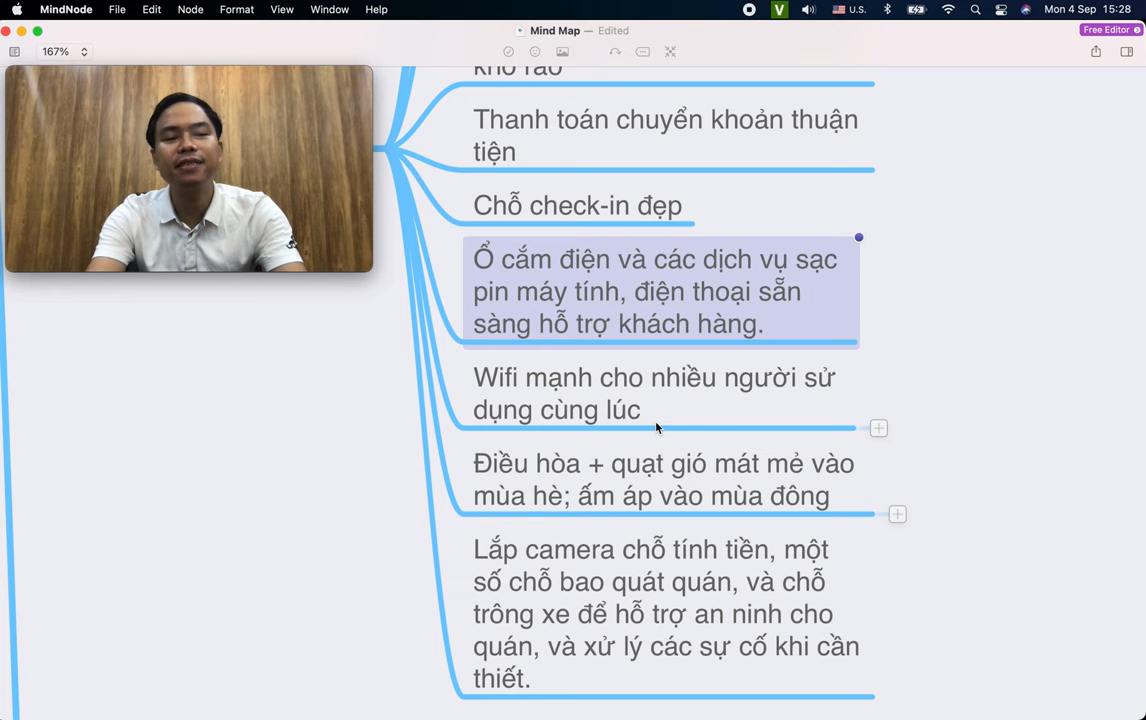 MindNode File Edit Node Format View Window Help
V U.S. Mon 4 Sep 15:28
Mind Map — Edited
Free Editor
167%
khô ráo
Thanh toán chuyển khoản thuận
tiện
Chỗ check-in đẹp
Ổ cắm điện và các dịch vụ sạc
pin máy tính, điện thoại sẵn
sàng hỗ trợ khách hàng.
Wifi mạnh cho nhiều người sử
dụng cùng lúc
Điều hòa + quạt gió mát mẻ vào
mùa hè; ấm áp vào mùa đông
Lắp camera chỗ tính tiền, một
số chỗ bao quát quán, và chỗ
trông xe để hỗ trợ an ninh cho
quán, và xử lý các sự cố khi cần
thiết.